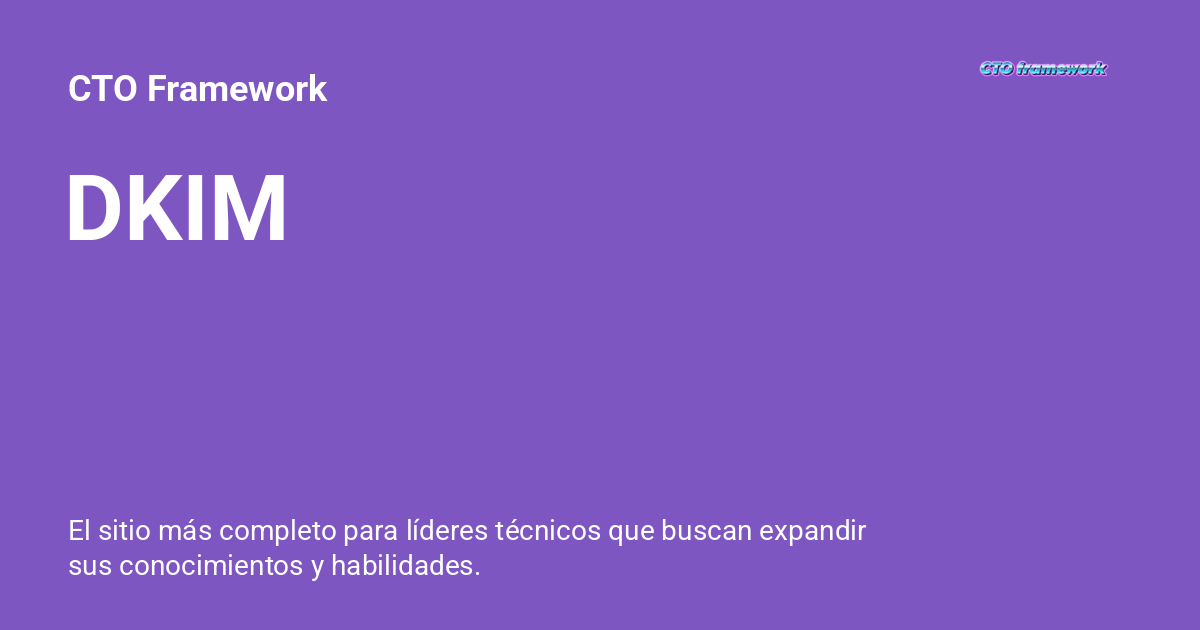 CTO Framework
CTO framework
DKIM
El sitio más completo para líderes técnicos que buscan expandir
sus conocimientos y habilidades.